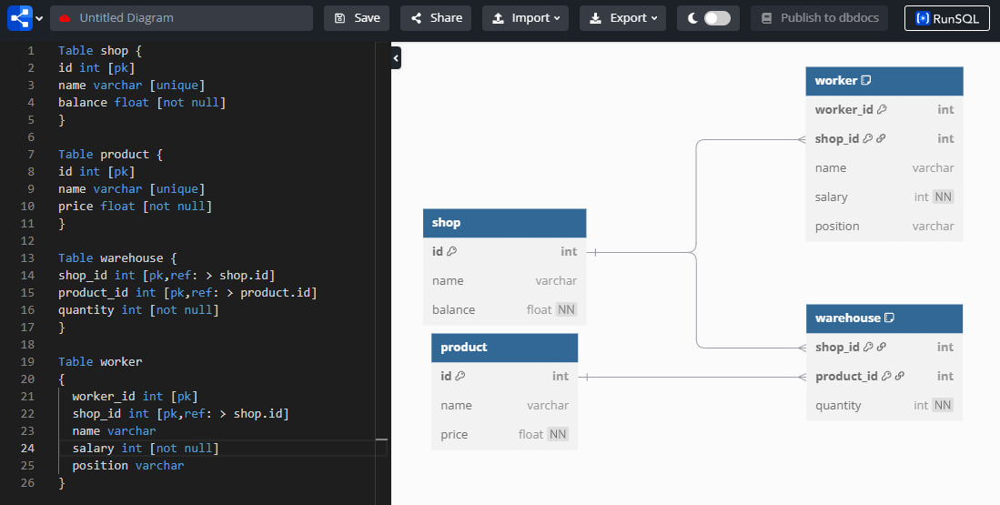 Untitled Diagram Save Share Import Export Publish to dbdocs RunSQL
1 Table shop {
2 id int [pk]
3 name varchar [unique]
4 balance float [not null]
5 }
6
7 Table product {
8 id int [pk]
9 name varchar [unique]
10 price float [not null]
11 }
12
13 Table warehouse {
14 shop_id int [pk,ref: > shop.id]
15 product_id int [pk,ref: > product.id]
16 quantity int [not null]
17 }
18
19 Table worker
20 {
21 worker_id int [pk]
22 shop_id int [pk,ref: > shop.id]
23 name varchar
24 salary int [not null]
25 position varchar
26 }
worker
worker_id int
shop_id int
name varchar
salary int NN
position varchar
shop
id int
name varchar
balance float NN
product
id int
name varchar
price float NN
warehouse
shop_id int
product_id int
quantity int NN